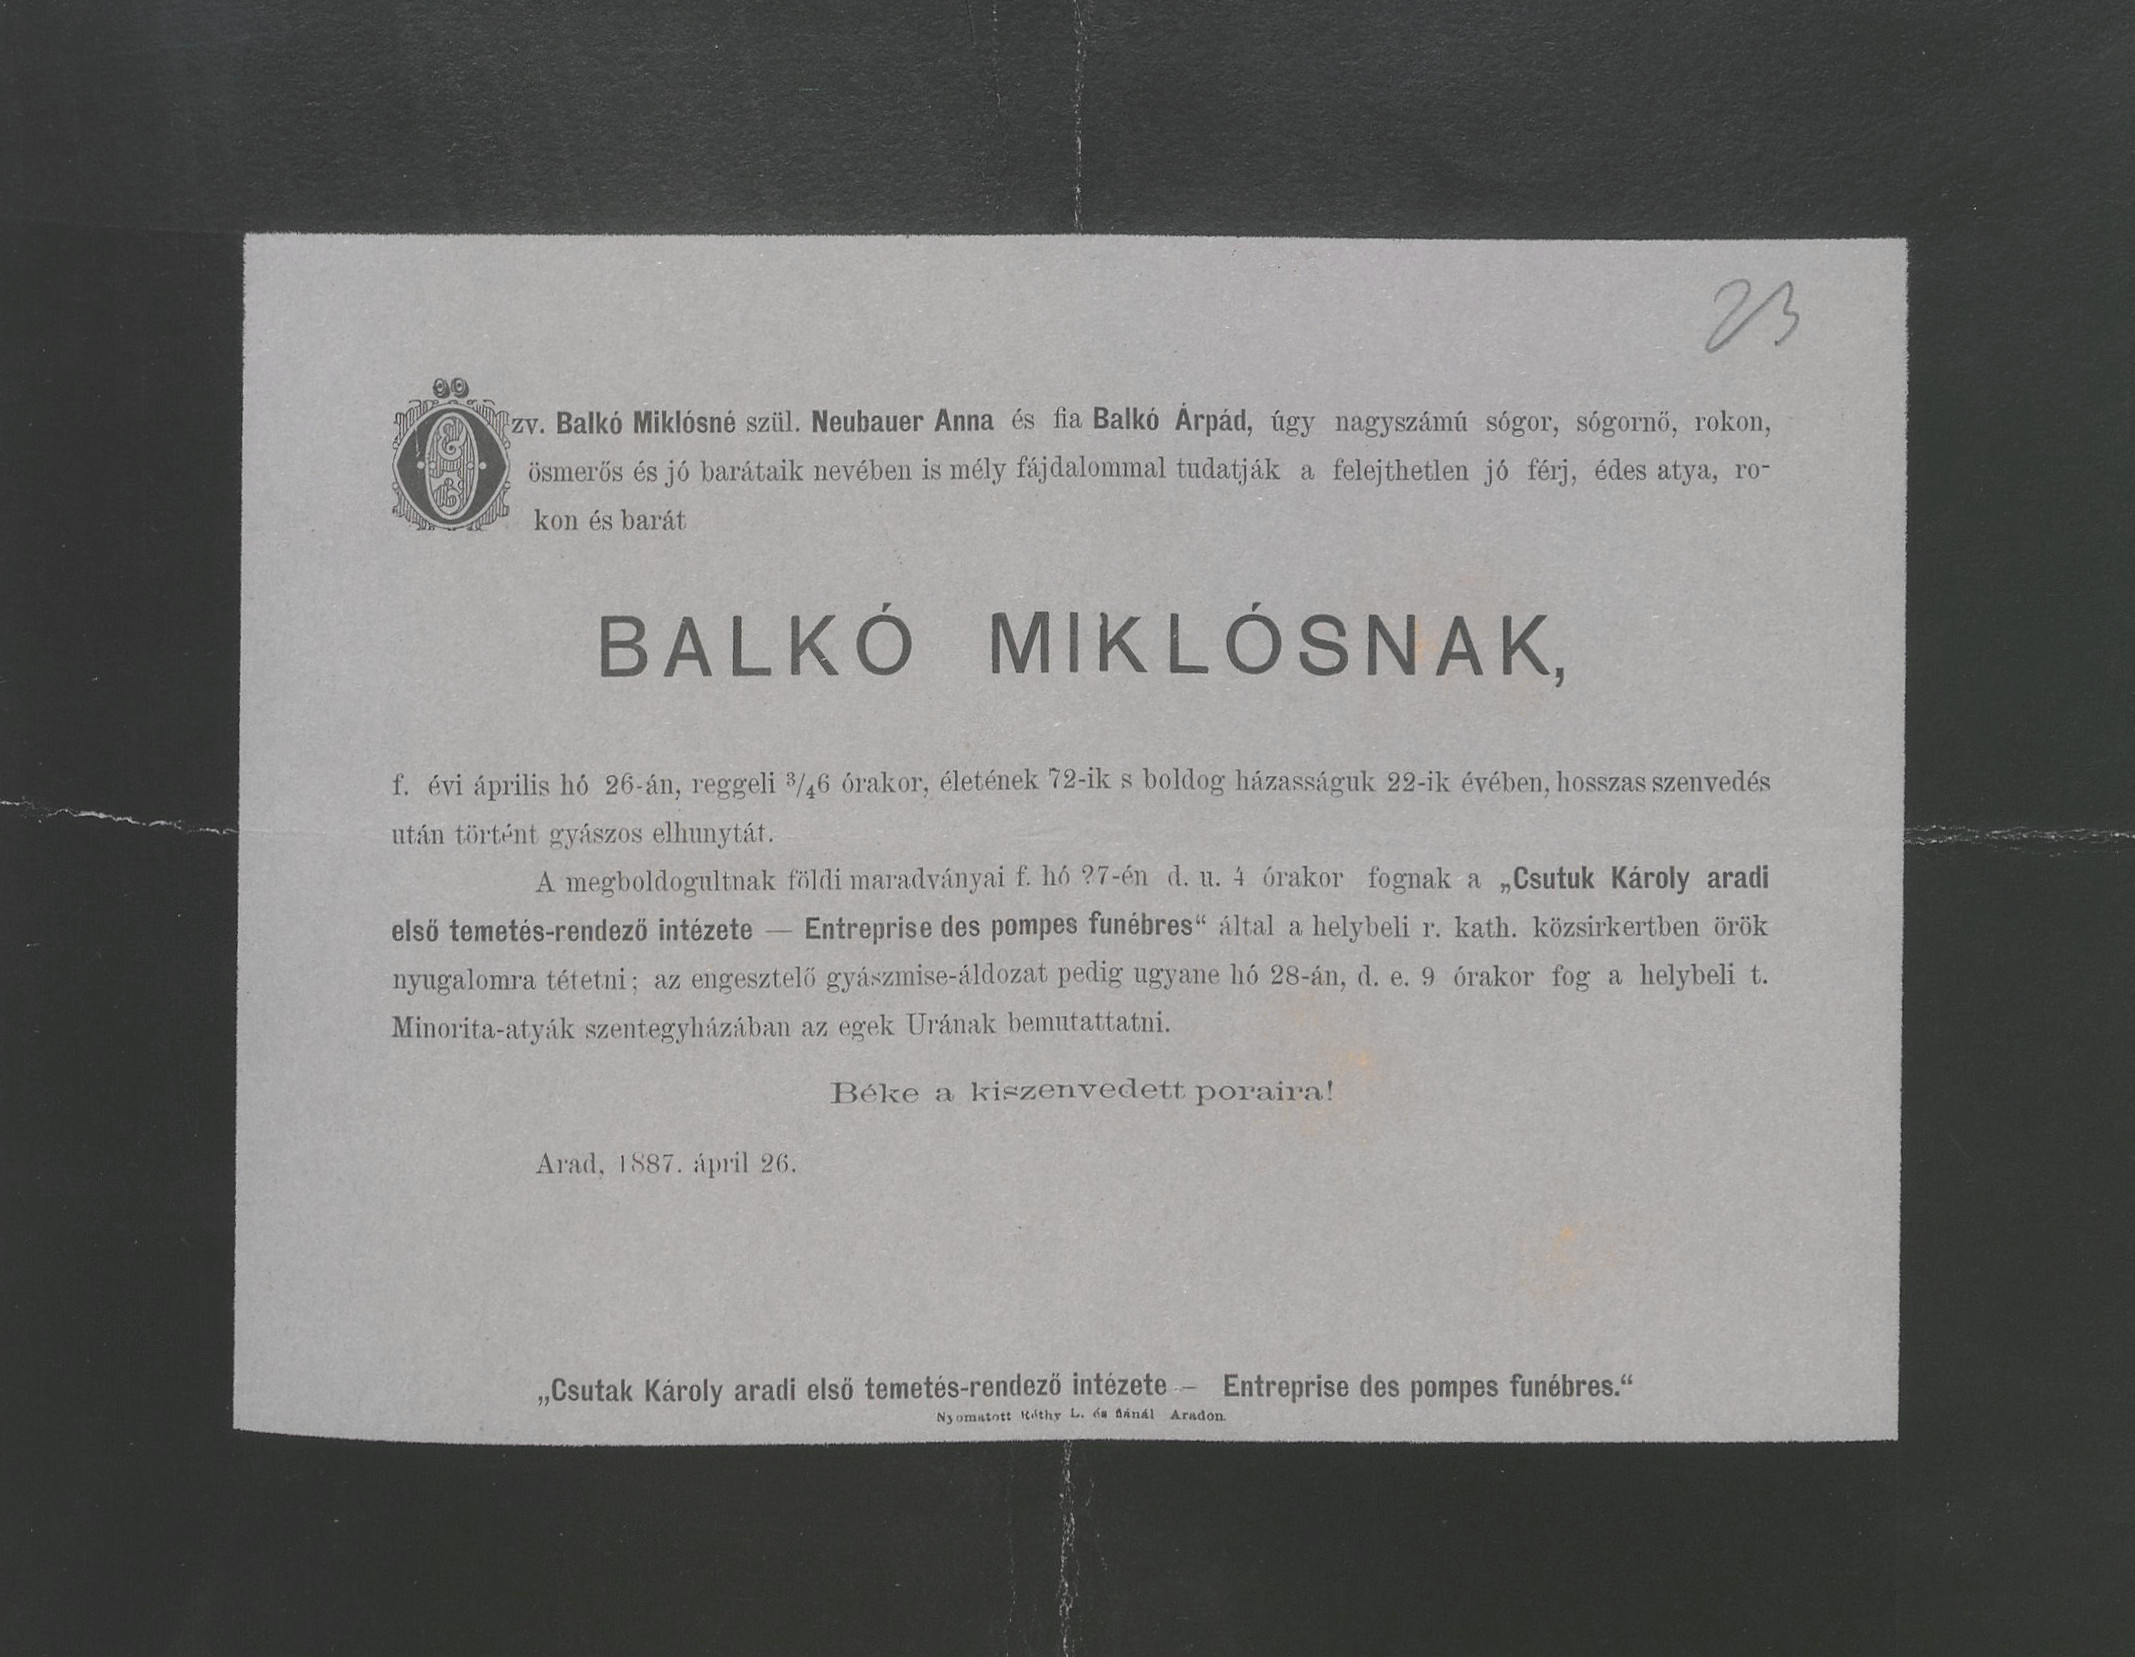 23
Özv. Balkó Miklósné szül. Neubauer Anna és fia Balkó Árpád, úgy nagyszámú sógor, sógornő, rokon,
ösmerős és jó barátaik nevében is mély fájdalommal tudatják a felejthetlen jó férj, édes atya, ro-
kon és barát
BALKÓ MIKLÓSNAK,
f. évi április hó 26-án, reggeli 3/46 órakor, életének 72-ik s boldog házasságuk 22-ik évében, hosszas szenvedés
után történt gyászos elhunytát.
A megboldogultnak földi maradványai f. hó 27-én d. u. 4 órakor fognak a „Csutuk Károly aradi
első temetés-rendező intézete — Entreprise des pompes funébres“ által a helybeli r. kath. közsirkertben örök
nyugalomra tétetni; az engesztelő gyászmise-áldozat pedig ugyane hó 28-án, d. e. 9 órakor fog a helybeli t.
Minorita-atyák szentegyházában az egek Urának bemutattatni.
Béke a kiszenvedett poraira!
Arad, 1887. ápril 26.
„Csutak Károly aradi első temetés-rendező intézete — Entreprise des pompes funébres.“
Nyomatott Réthy L. és fiánál Aradon.